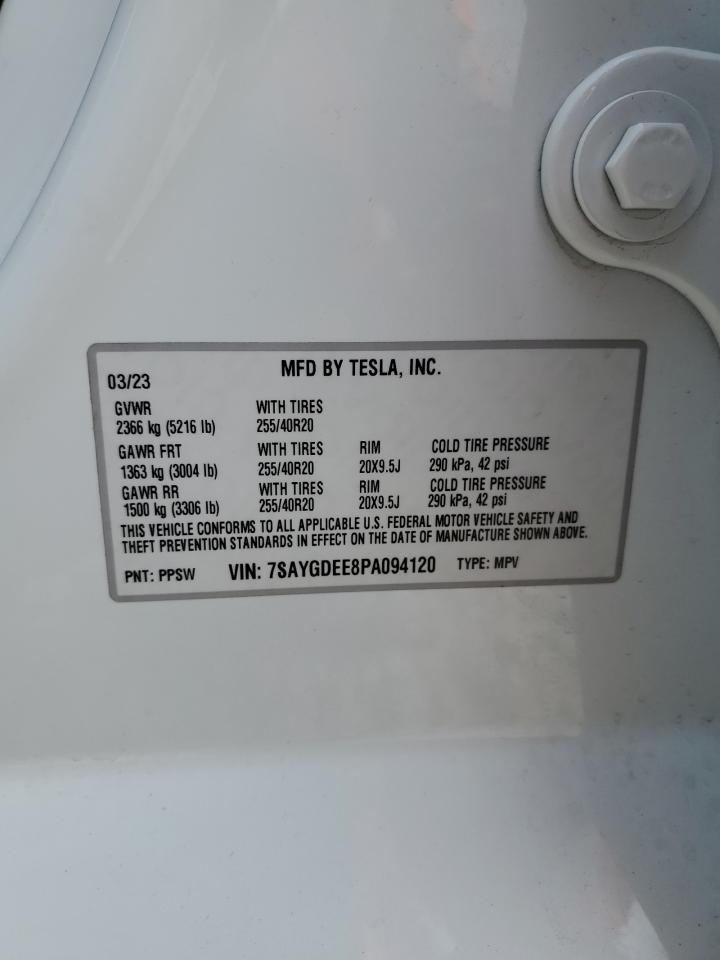 MFD BY TESLA, INC.
03/23
GVWR WITH TIRES
2366 kg (5216 lb) 255/40R20
GAWR FRT WITH TIRES RIM COLD TIRE PRESSURE
1363 kg (3004 lb) 255/40R20 20X9.5J 290 kPa, 42 psi
GAWR RR WITH TIRES RIM COLD TIRE PRESSURE
1500 kg (3306 lb) 255/40R20 20X9.5J 290 kPa, 42 psi
THIS VEHICLE CONFORMS TO ALL APPLICABLE U.S. FEDERAL MOTOR VEHICLE SAFETY AND
THEFT PREVENTION STANDARDS IN EFFECT ON THE DATE OF MANUFACTURE SHOWN ABOVE.
PNT: PPSW VIN: 7SAYGDEE8PA094120 TYPE: MPV